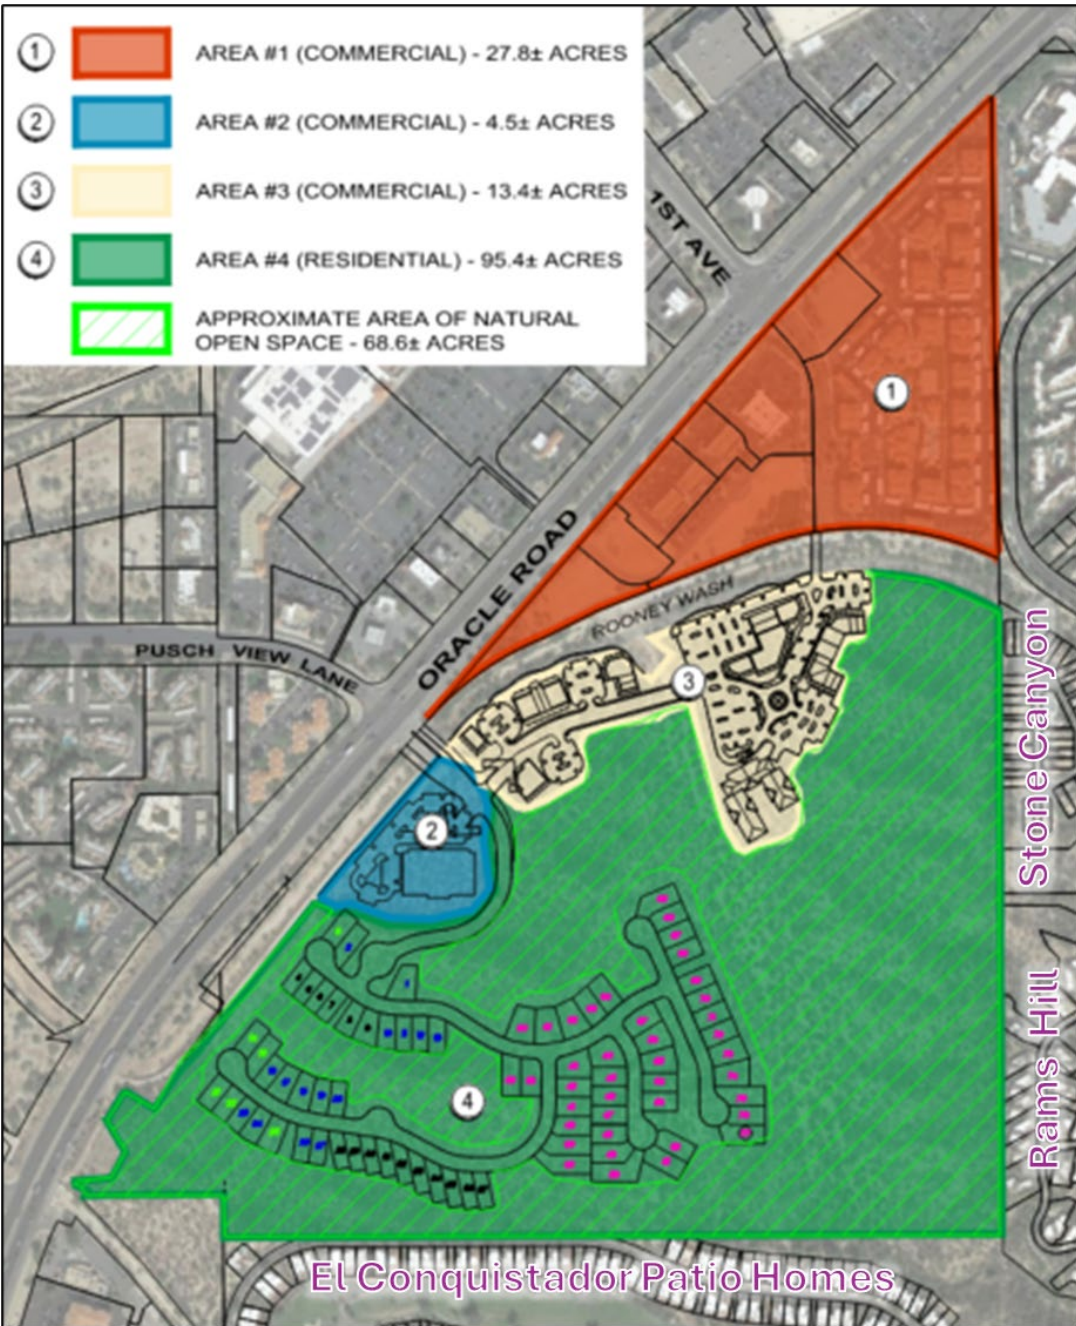 1 AREA #1 (COMMERCIAL) - 27.8± ACRES
2 AREA #2 (COMMERCIAL) - 4.5± ACRES
3 AREA #3 (COMMERCIAL) - 13.4± ACRES
4 AREA #4 (RESIDENTIAL) - 95.4± ACRES
APPROXIMATE AREA OF NATURAL
OPEN SPACE - 68.6± ACRES
1ST AVE
1
ORACLE ROAD
ROONEY WASH
PUSCH VIEW LANE
3
Stone Canyon
2
Rams Hill
4
El Conquistador Patio Homes